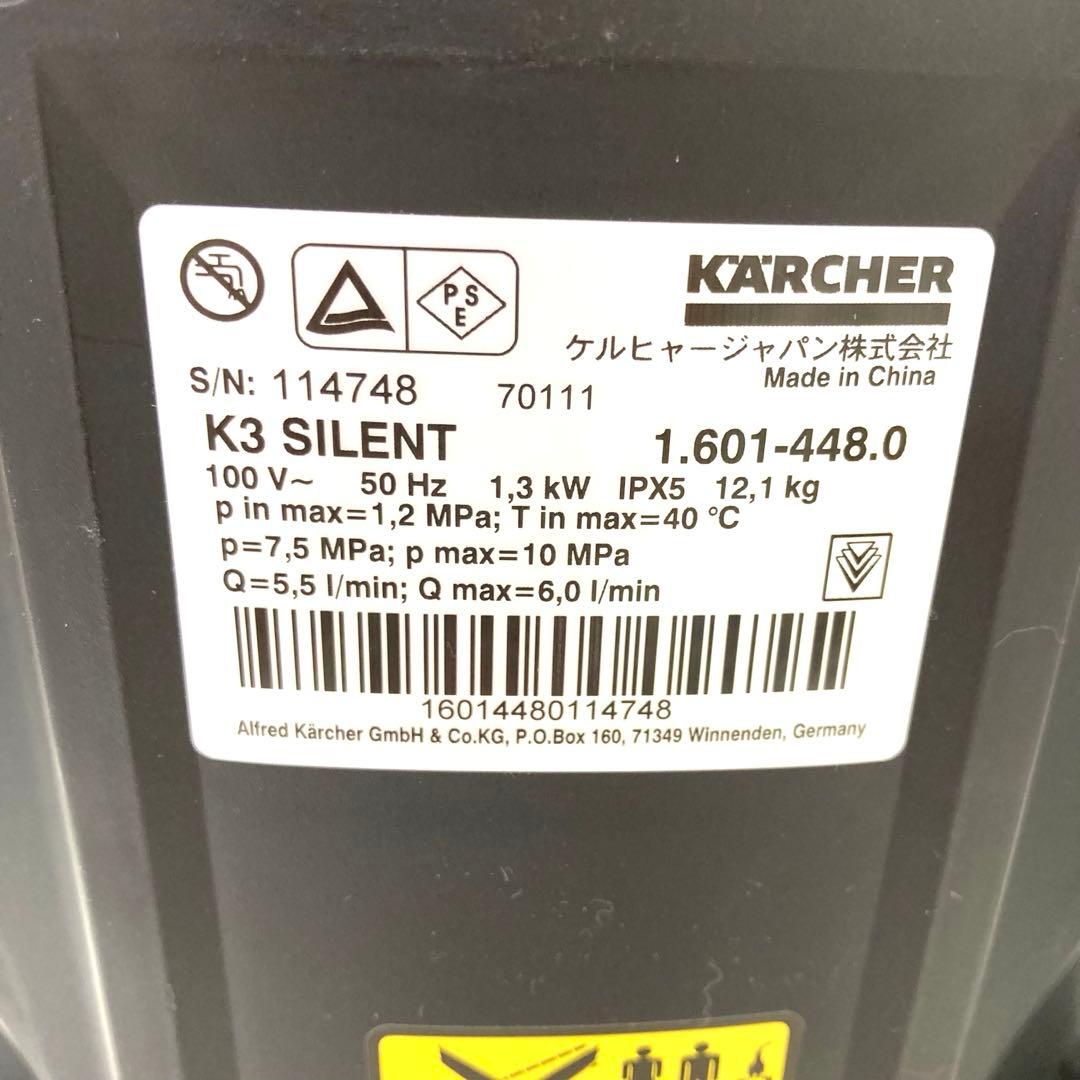 P S
E
KÄRCHER
ケルヒャージャパン株式会社
Made in China
S/N: 114748 70111
K3 SILENT 1.601-448.0
100 V~ 50 Hz 1,3 kW IPX5 12,1 kg
p in max=1,2 MPa; T in max=40 °C
p=7,5 MPa; p max=10 MPa
Q=5,5 l/min; Q max=6,0 l/min
16014480114748
Alfred Kärcher GmbH & Co.KG, P.O.Box 160, 71349 Winnenden, Germany